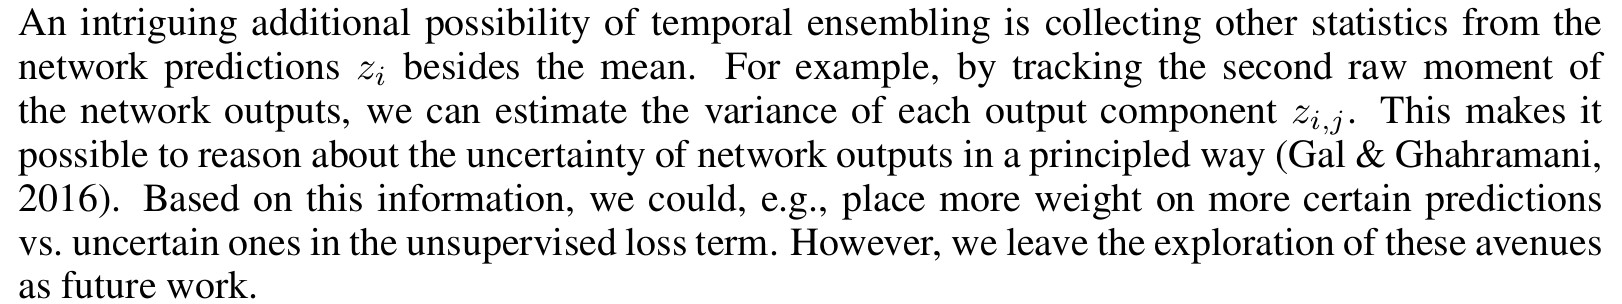 An intriguing additional possibility of temporal ensembling is collecting other statistics from the
network predictions z_i besides the mean. For example, by tracking the second raw moment of
the network outputs, we can estimate the variance of each output component z_{i,j}. This makes it
possible to reason about the uncertainty of network outputs in a principled way (Gal & Ghahramani,
2016). Based on this information, we could, e.g., place more weight on more certain predictions
vs. uncertain ones in the unsupervised loss term. However, we leave the exploration of these avenues
as future work.